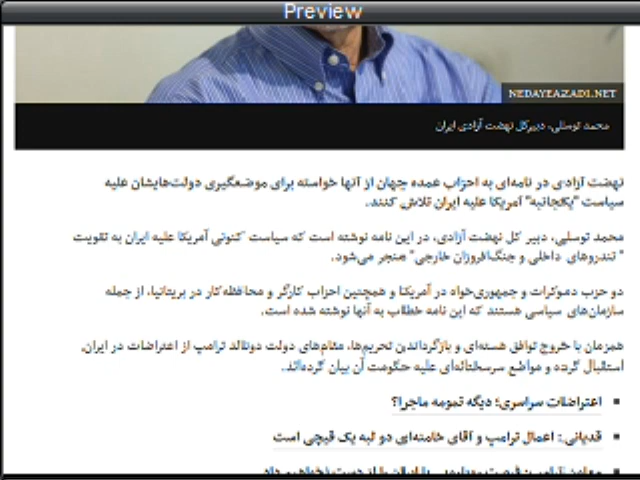 Preview
NEDAYEAZADI.NET
محمد توسلی، دبیرکل نهضت آزادی ایران
نهضت آزادی در نامه‌ای به احزاب عمده جهان از آنها خواسته برای موضعگیری دولت‌هایشان علیه
سیاست "یکجانبه" آمریکا علیه ایران تلاش کنند.
محمد توسلی، دبیر کل نهضت آزادی، در این نامه نوشته است که سیاست کنونی آمریکا علیه ایران به تقویت
"تندروهای داخلی و جنگ‌افروزان خارجی" منجر می‌شود.
دو حزب دموکرات و جمهوری‌خواه در آمریکا و همچنین احزاب کارگر و محافظه‌کار در بریتانیا، از جمله
سازمان‌های سیاسی هستند که این نامه خطاب به آنها نوشته شده است.
همزمان با خروج توافق هسته‌ای و بازگرداندن تحریم‌ها، مقام‌های دولت دونالد ترامپ از اعتراضات در ایران
استقبال کرده و مواضع سرسختانه‌ای علیه حکومت آن بیان کرده‌اند.
اعتراضات سراسری؛ دیگه تمومه ماجرا؟
قدیانی: اعمال ترامپ و آقای خامنه‌ای دو لبه یک قیچی است